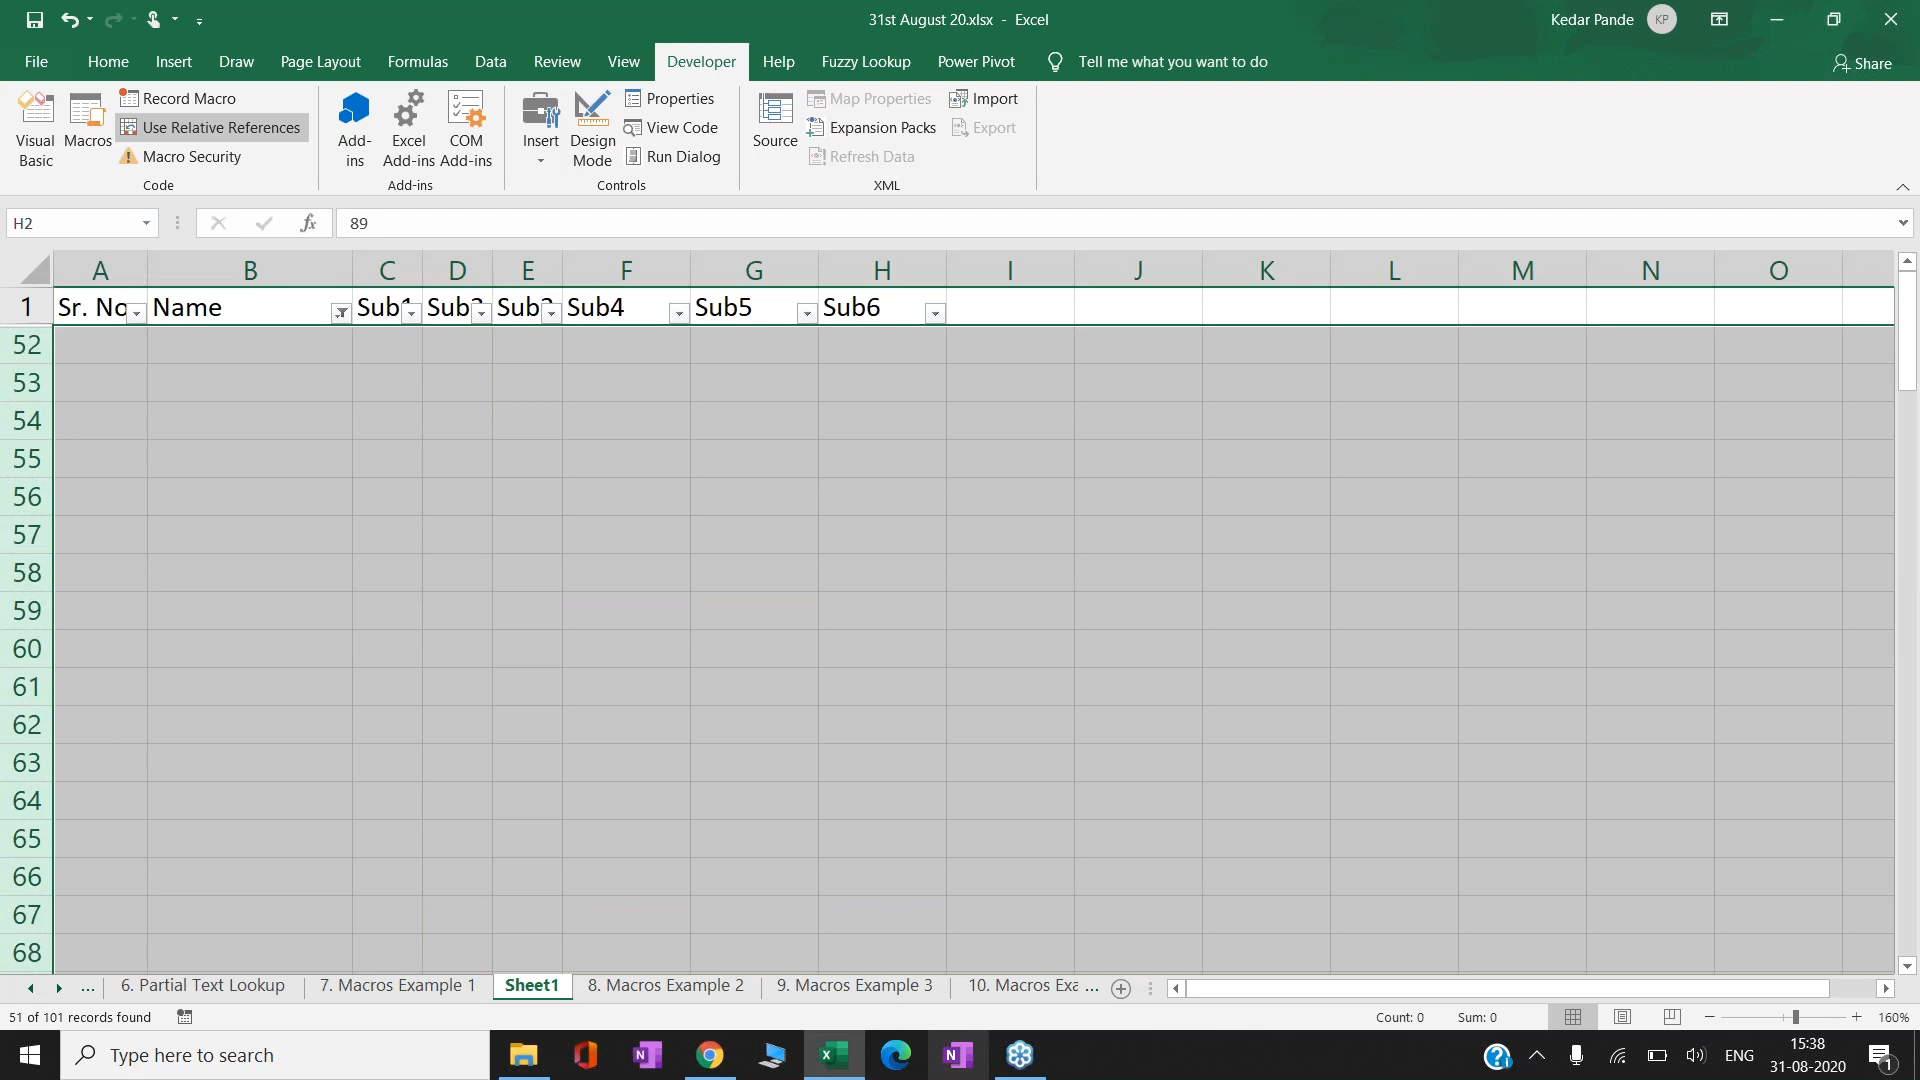 31st August 20.xlsx - Excel
Kedar Pande KP
File Home Insert Draw Page Layout Formulas Data Review View Developer Help Fuzzy Lookup Power Pivot Tell me what you want to do Share
Visual Basic
Macros
Record Macro
Use Relative References
Macro Security
Code
Add-ins
Excel Add-ins
COM Add-ins
Add-ins
Insert
Design Mode
Properties
View Code
Run Dialog
Controls
Source
Map Properties
Expansion Packs
Refresh Data
Import
Export
XML
H2 fx 89
A B C D E F G H I J K L M N O
1 Sr. No Name Sub1 Sub2 Sub3 Sub4 Sub5 Sub6
52
53
54
55
56
57
58
59
60
61
62
63
64
65
66
67
68
... 6. Partial Text Lookup 7. Macros Example 1 Sheet1 8. Macros Example 2 9. Macros Example 3 10. Macros Exa ...
51 of 101 records found Count: 0 Sum: 0 160%
Type here to search
ENG
15:38
31-08-2020
1